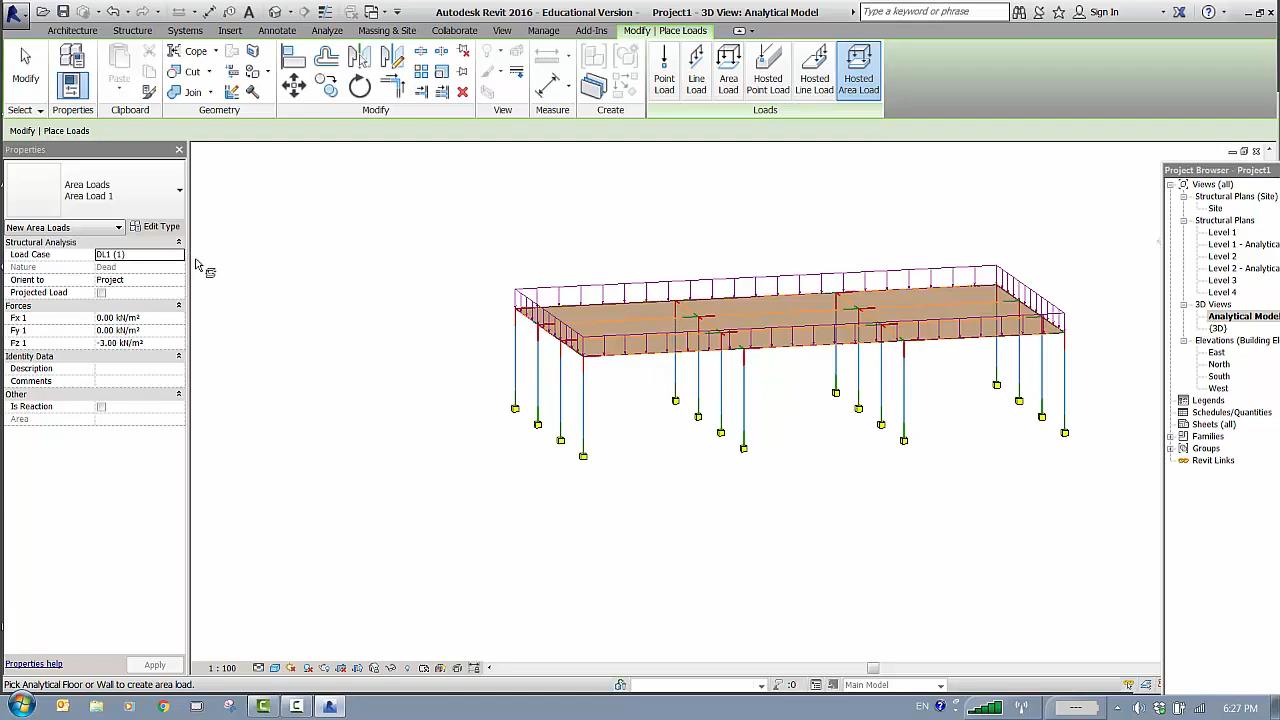 Autodesk Revit 2016 - Educational Version - Project1 - 3D View: Analytical Model
Type a keyword or phrase
Sign In
Architecture Structure Systems Insert Annotate Analyze Massing & Site Collaborate View Manage Add-Ins Modify | Place Loads
Modify
Paste
Cope
Cut
Join
Point Load
Line Load
Area Load
Hosted Point Load
Hosted Line Load
Hosted Area Load
Select Properties Clipboard Geometry Modify View Measure Create Loads
Modify | Place Loads
Properties
Area Loads
Area Load 1
New Area Loads Edit Type
Structural Analysis
Load Case DL1 (1)
Nature Dead
Orient to Project
Projected Load
Forces
Fx 1 0.00 kN/m²
Fy 1 0.00 kN/m²
Fz 1 -3.00 kN/m²
Identity Data
Description
Comments
Other
Is Reaction
Area
Properties help Apply
Project Browser - Project1
Views (all)
Structural Plans (Site)
Site
Structural Plans
Level 1
Level 1 - Analytica
Level 2
Level 2 - Analytica
Level 3
Level 4
3D Views
Analytical Mode
{3D}
Elevations (Building E
East
North
South
West
Legends
Schedules/Quantities
Sheets (all)
Families
Groups
Revit Links
1 : 100
Pick Analytical Floor or Wall to create area load.
:0
Main Model
EN
6:27 PM